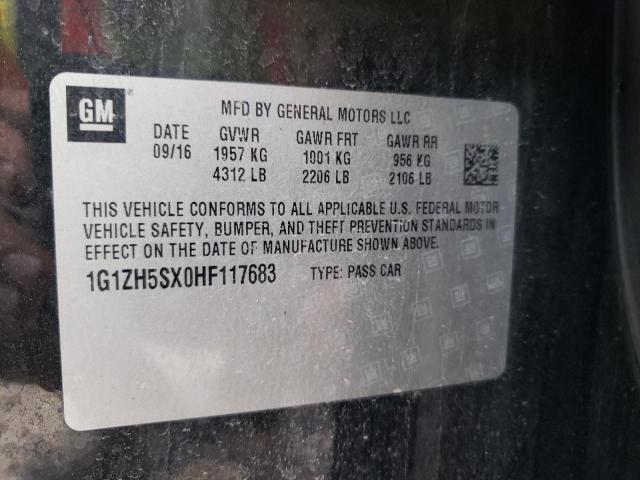 GM®
MFD BY GENERAL MOTORS LLC
DATE GVWR GAWR FRT GAWR RR
09/16 1957 KG 1001 KG 956 KG
4312 LB 2206 LB 2106 LB
THIS VEHICLE CONFORMS TO ALL APPLICABLE U.S. FEDERAL MOTOR
VEHICLE SAFETY, BUMPER, AND THEFT PREVENTION STANDARDS IN
EFFECT ON THE DATE OF MANUFACTURE SHOWN ABOVE.
1G1ZH5SX0HF117683 TYPE: PASS CAR